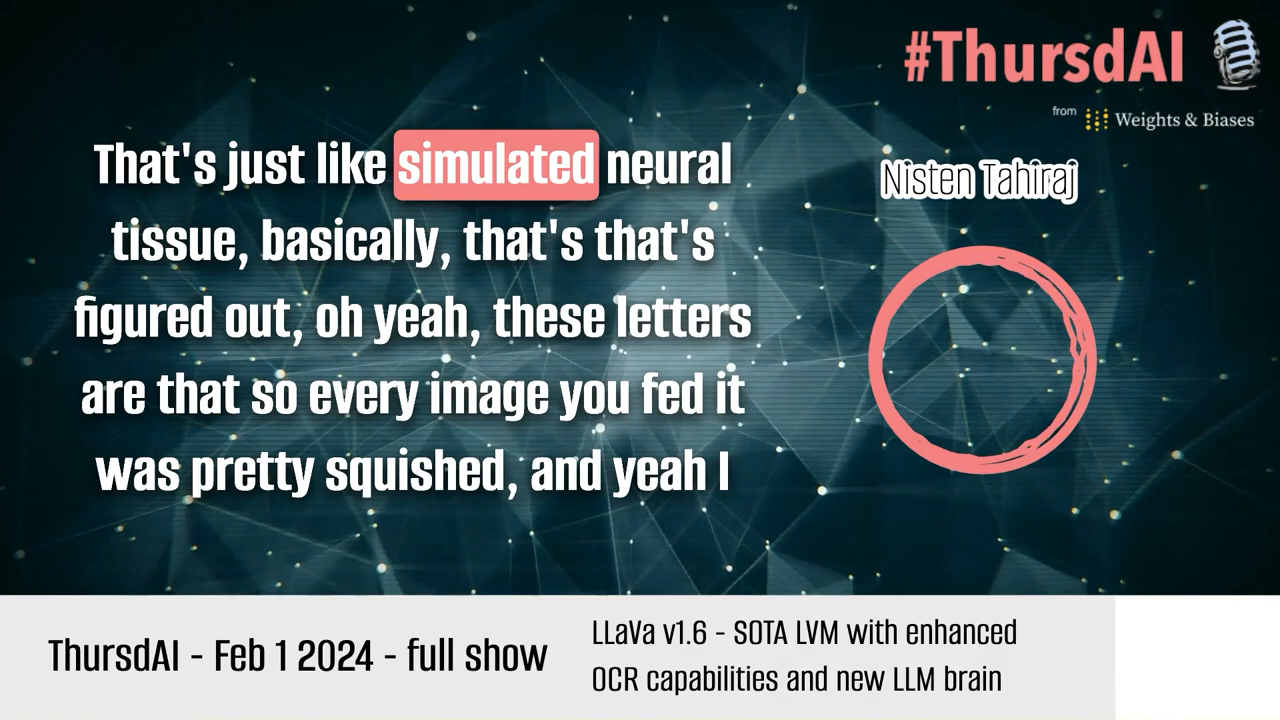 #ThursdAI
from Weights & Biases
Nisten Tahiraj
That's just like simulated neural
tissue, basically, that's that's
figured out, oh yeah, these letters
are that so every image you fed it
was pretty squished, and yeah I
ThursdAI - Feb 1 2024 - full show
LLaVa v1.6 - SOTA LVM with enhanced
OCR capabilities and new LLM brain